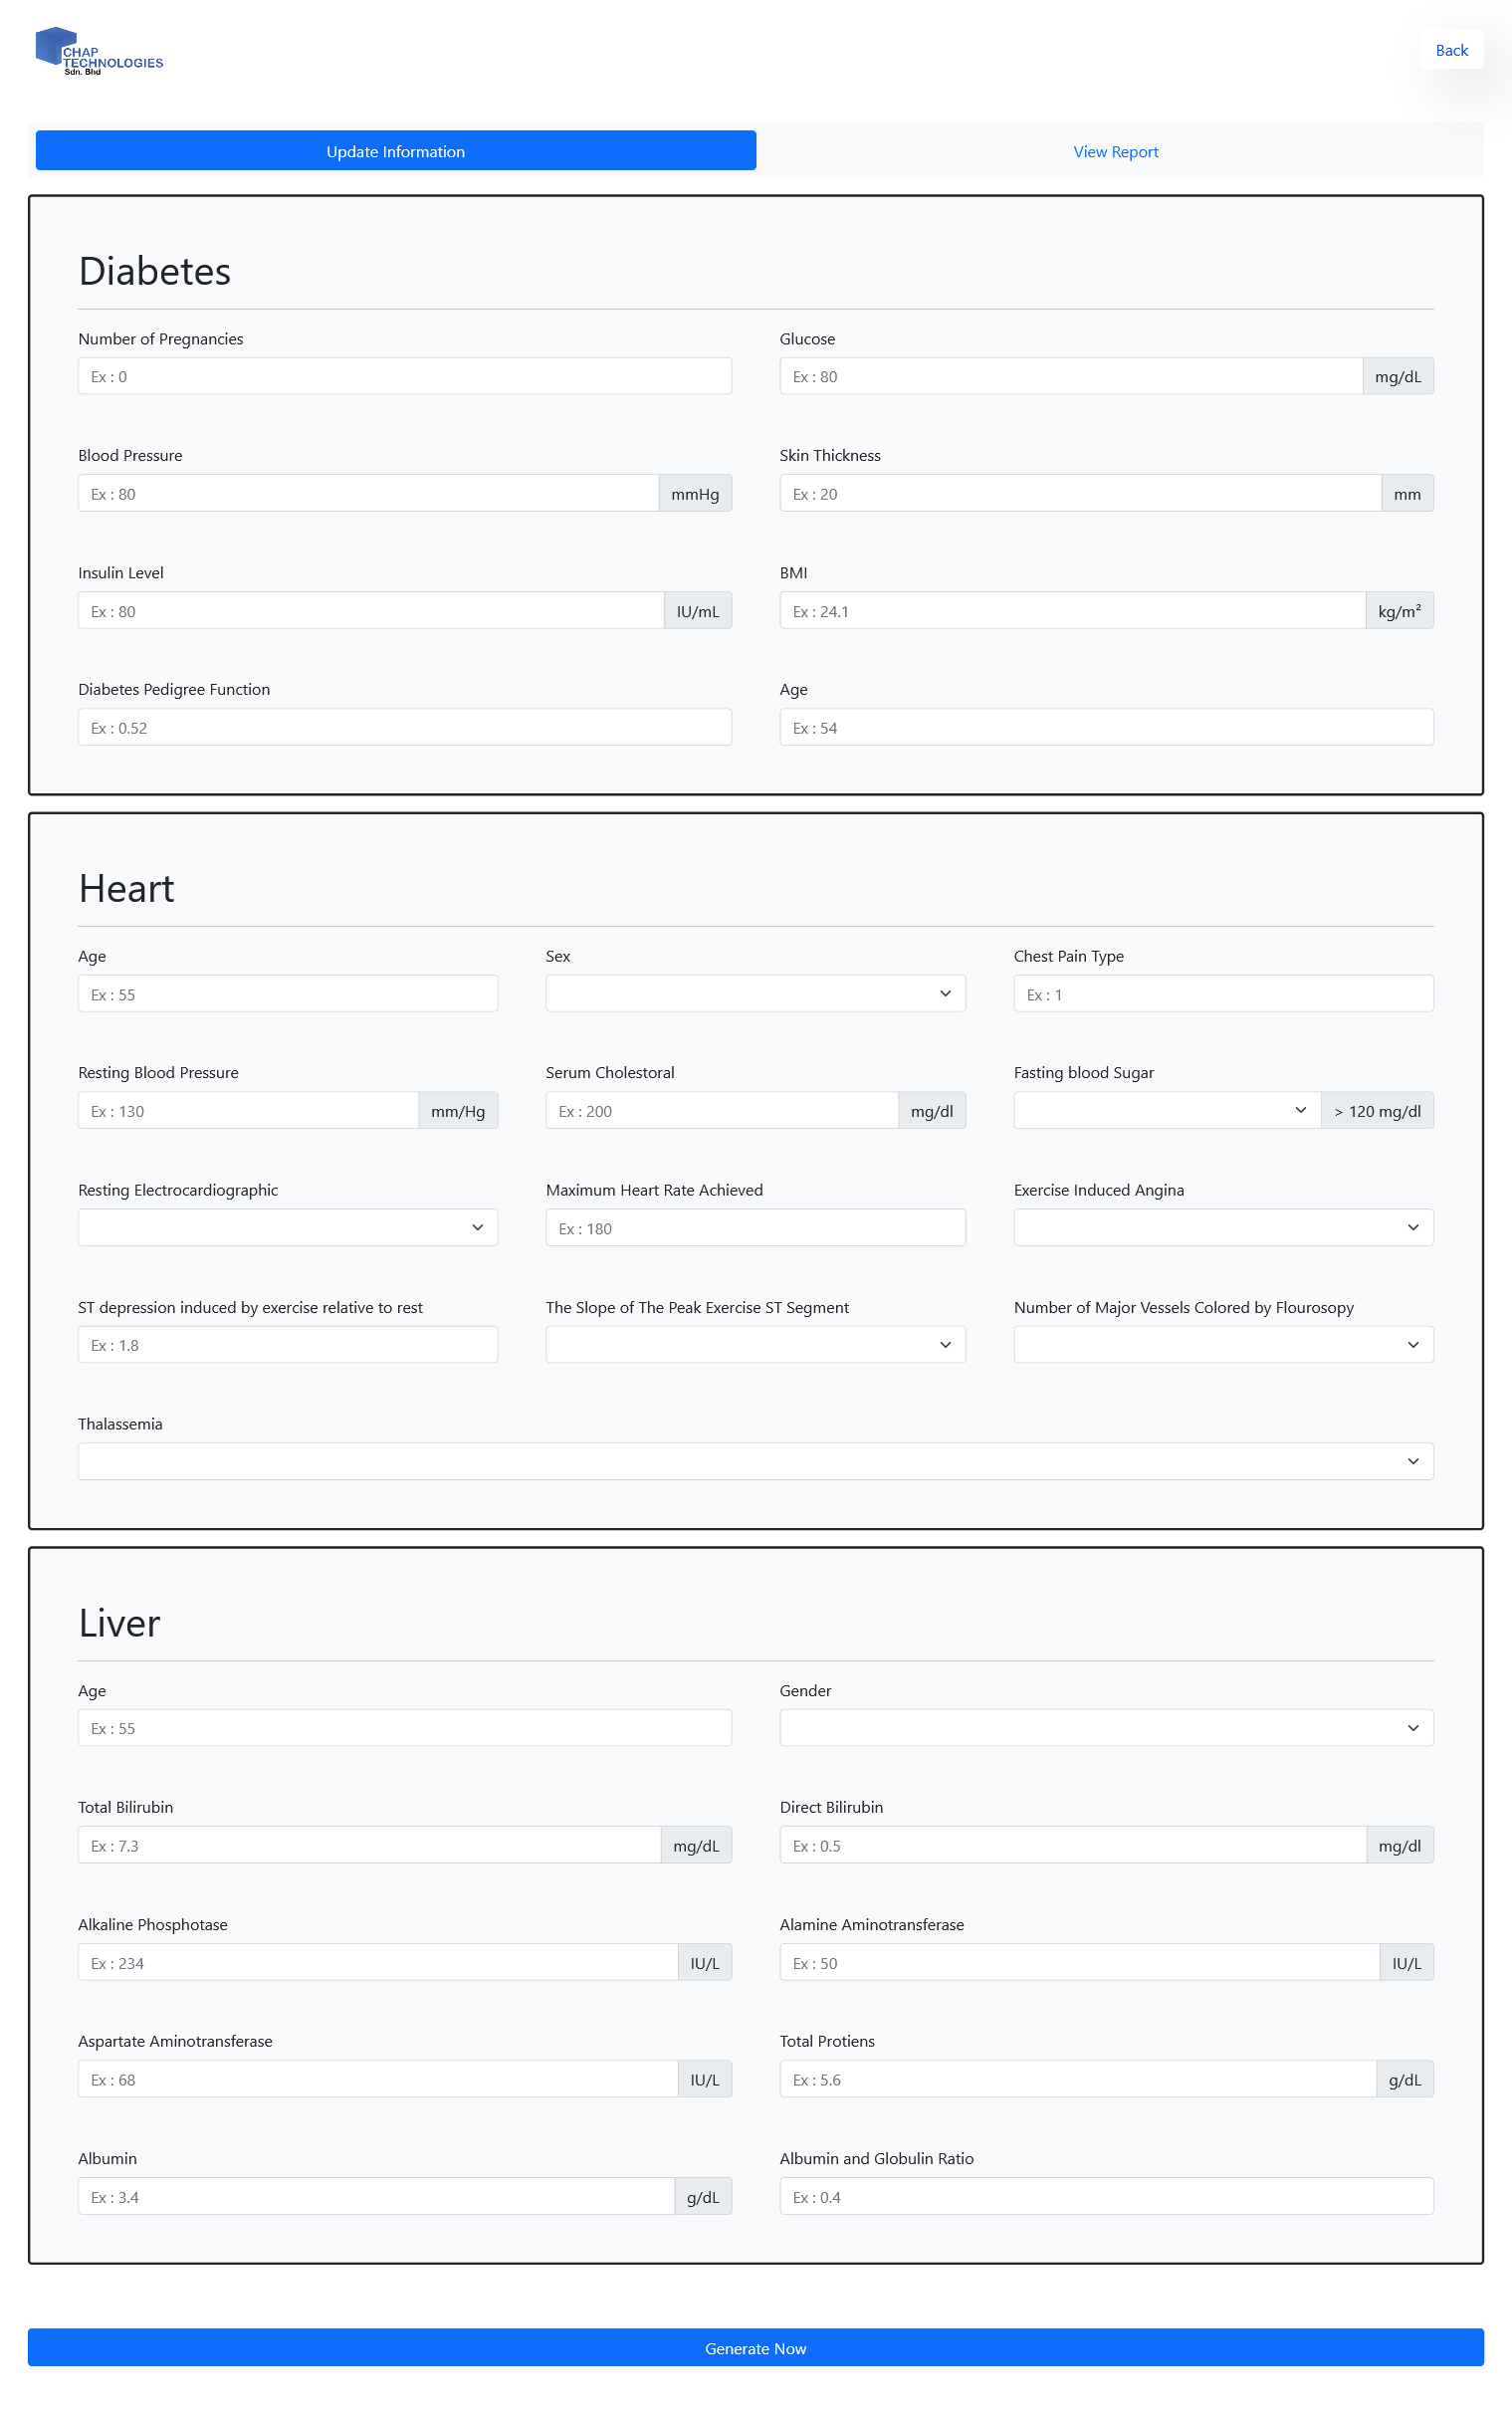 CHAP
TECHNOLOGIES
Sdn. Bhd
Back
Update Information
View Report
Diabetes
Number of Pregnancies
Glucose
Ex : 0
Ex : 80
mg/dL
Blood Pressure
Skin Thickness
Ex : 80
mmHg
Ex : 20
mm
Insulin Level
BMI
Ex : 80
IU/mL
Ex : 24.1
kg/m²
Diabetes Pedigree Function
Age
Ex : 0.52
Ex : 54
Heart
Age
Sex
Chest Pain Type
Ex : 55
Ex : 1
Resting Blood Pressure
Serum Cholestoral
Fasting blood Sugar
Ex : 130
mm/Hg
Ex : 200
mg/dl
> 120 mg/dl
Resting Electrocardiographic
Maximum Heart Rate Achieved
Exercise Induced Angina
Ex : 180
ST depression induced by exercise relative to rest
The Slope of The Peak Exercise ST Segment
Number of Major Vessels Colored by Flourosopy
Ex : 1.8
Thalassemia
Liver
Age
Gender
Ex : 55
Total Bilirubin
Direct Bilirubin
Ex : 7.3
mg/dL
Ex : 0.5
mg/dl
Alkaline Phosphotase
Alamine Aminotransferase
Ex : 234
IU/L
Ex : 50
IU/L
Aspartate Aminotransferase
Total Protiens
Ex : 68
IU/L
Ex : 5.6
g/dL
Albumin
Albumin and Globulin Ratio
Ex : 3.4
g/dL
Ex : 0.4
Generate Now